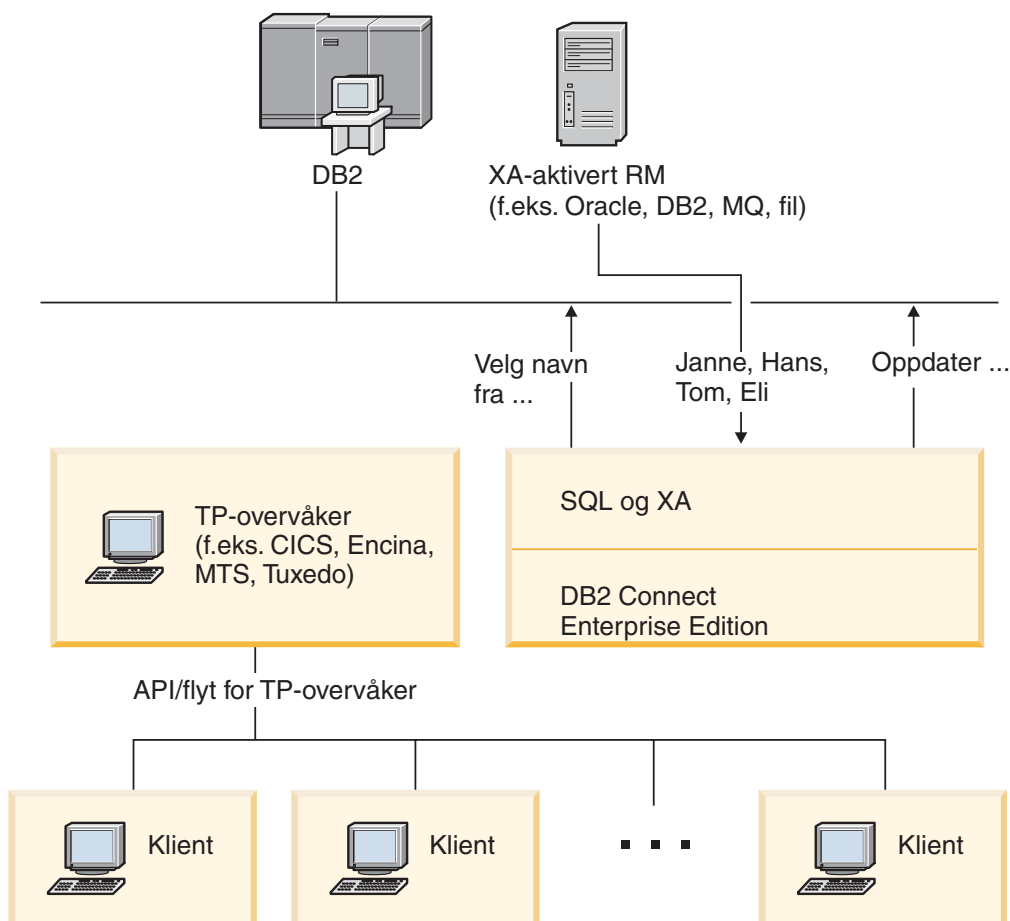 DB2
XA-aktivert RM
(f.eks. Oracle, DB2, MQ, fil)
Velg navn
fra ...
Janne, Hans,
Tom, Eli
Oppdater ...
TP-overvåker
(f.eks. CICS, Encina,
MTS, Tuxedo)
SQL og XA
DB2 Connect
Enterprise Edition
API/flyt for TP-overvåker
Klient
Klient
Klient